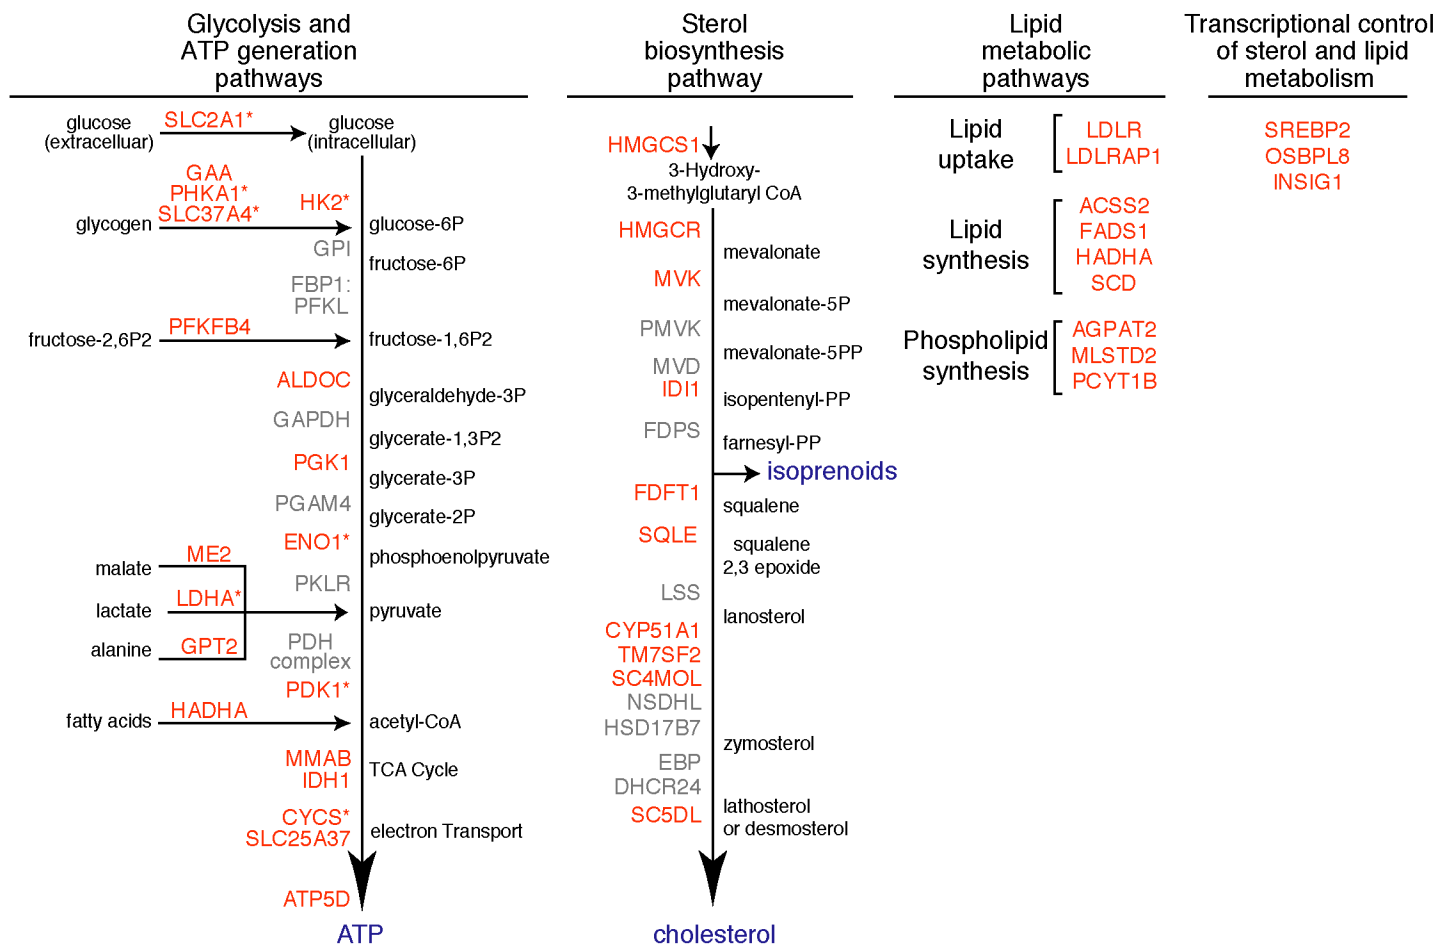 Glycolysis and
ATP generation
pathways
glucose
(extracelluar)
SLC2A1*
glucose
(intracellular)
GAA
PHKA1*
SLC37A4*
HK2*
glycogen
glucose-6P
GPI
fructose-6P
FBP1:
PFKL
fructose-2,6P2
PFKFB4
fructose-1,6P2
ALDOC
glyceraldehyde-3P
GAPDH
glycerate-1,3P2
PGK1
glycerate-3P
PGAM4
glycerate-2P
ENO1*
phosphoenolpyruvate
malate
ME2
PKLR
lactate
LDHA*
pyruvate
alanine
GPT2
PDH
complex
PDK1*
fatty acids
HADHA
acetyl-CoA
MMAB
IDH1
TCA Cycle
CYCS*
SLC25A37
electron Transport
ATP5D
ATP
Sterol
biosynthesis
pathway
HMGCS1
3-Hydroxy-
3-methylglutaryl CoA
HMGCR
mevalonate
MVK
mevalonate-5P
PMVK
mevalonate-5PP
MVD
IDI1
isopentenyl-PP
FDPS
farnesyl-PP
isoprenoids
FDFT1
squalene
SQLE
squalene
2,3 epoxide
LSS
lanosterol
CYP51A1
TM7SF2
SC4MOL
NSDHL
HSD17B7
zymosterol
EBP
DHCR24
SC5DL
lathosterol
or desmosterol
cholesterol
Lipid
metabolic
pathways
Lipid
uptake
LDLR
LDLRAP1
Lipid
synthesis
ACSS2
FADS1
HADHA
SCD
Phospholipid
synthesis
AGPAT2
MLSTD2
PCYT1B
Transcriptional control
of sterol and lipid
metabolism
SREBP2
OSBPL8
INSIG1